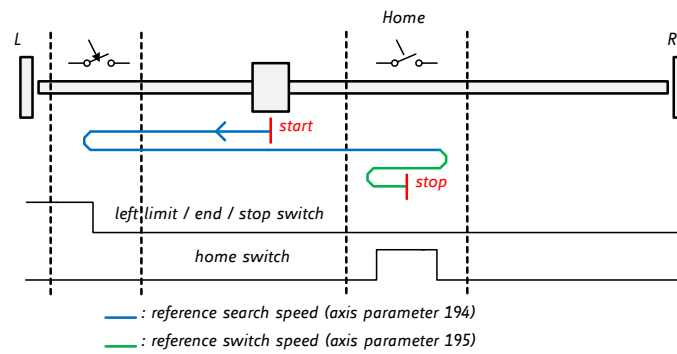 Home
L
R
start
stop
left limit / end / stop switch
home switch
: reference search speed (axis parameter 194)
: reference switch speed (axis parameter 195)